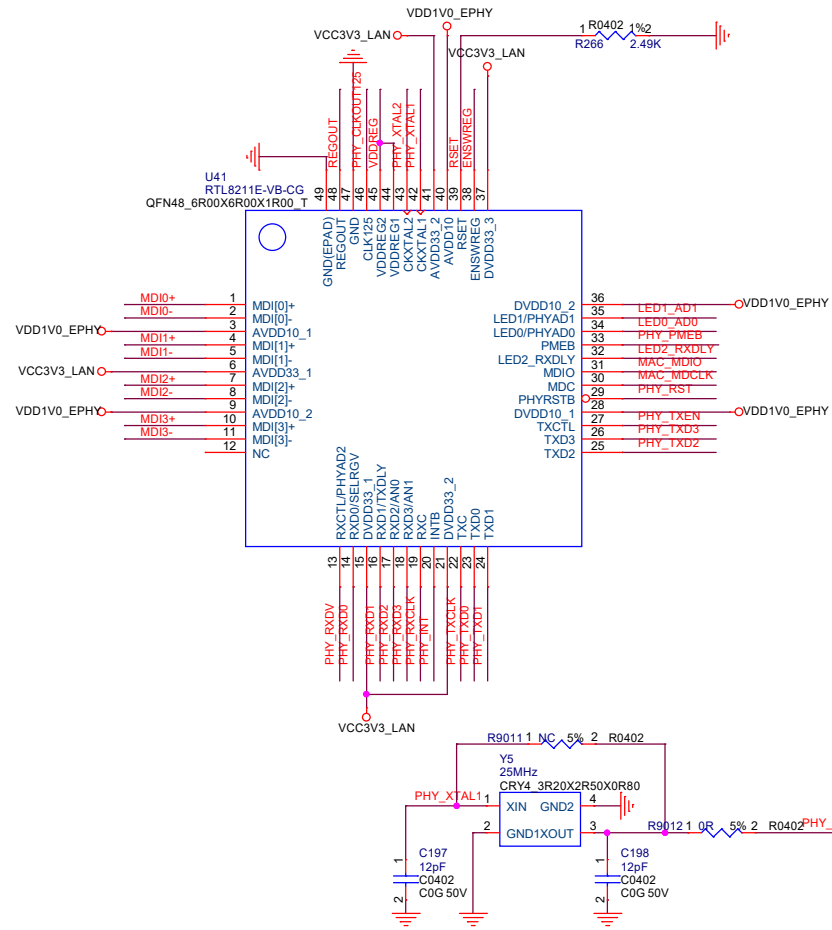 VDD1V0_EPHY
VCC3V3_LAN
VCC3V3_LAN
1 R0402 1% 2
R266 2.49K
REGOUT
PHY_CLKOUT125
VDDREG
PHY_XTAL2
PHY_XTAL1
RSET
ENSWREG
U41
RTL8211E-VB-CG
QFN48_6R00X6R00X1R00_T
49 48 47 46 45 44 43 42 41 40 39 38 37
GND(EPAD)
REGOUT
GND
CLK125
VDDREG2
VDDREG1
CKXTAL2
CKXTAL1
AVDD33_2
AVDD10
RSET
ENSWREG
DVDD33_3
MDI0+ 1 MDI[0]+
MDI0- 2 MDI[0]-
VDD1V0_EPHY 3 AVDD10_1
MDI1+ 4 MDI[1]+
MDI1- 5 MDI[1]-
VCC3V3_LAN 6 AVDD33_1
MDI2+ 7 MDI[2]+
MDI2- 8 MDI[2]-
VDD1V0_EPHY 9 AVDD10_2
MDI3+ 10 MDI[3]+
MDI3- 11 MDI[3]-
12 NC
DVDD10_2 36 VDD1V0_EPHY
LED1/PHYAD1 35 LED1_AD1
LED0/PHYAD0 34 LED0_AD0
PMEB 33 PHY_PMEB
LED2_RXDLY 32 LED2_RXDLY
MDIO 31 MAC_MDIO
MDC 30 MAC_MDCLK
PHYRSTB 29 PHY_RST
DVDD10_1 28 VDD1V0_EPHY
TXCTL 27 PHY_TXEN
TXD3 26 PHY_TXD3
TXD2 25 PHY_TXD2
RXCTL/PHYAD2
RXD0/SELRGV
DVDD33_1
RXD1/TXDLY
RXD2/AN0
RXD3/AN1
RXC
INTB
DVDD33_2
TXC
TXD0
TXD1
13 14 15 16 17 18 19 20 21 22 23 24
PHY_RXDV
PHY_RXD0
PHY_RXD1
PHY_RXD2
PHY_RXD3
PHY_RXCLK
PHY_INT
PHY_TXCLK
PHY_TXD0
PHY_TXD1
VCC3V3_LAN
R9011 1 NC 5% 2 R0402
Y5
25MHz
CRY4_3R20X2R50X0R80
PHY_XTAL1 1 XIN GND2 4
2 GND1 XOUT 3
R9012 1 0R 5% 2 R0402 PHY_
1 C197
12pF
C0402
2 C0G 50V
1 C198
12pF
C0402
2 C0G 50V